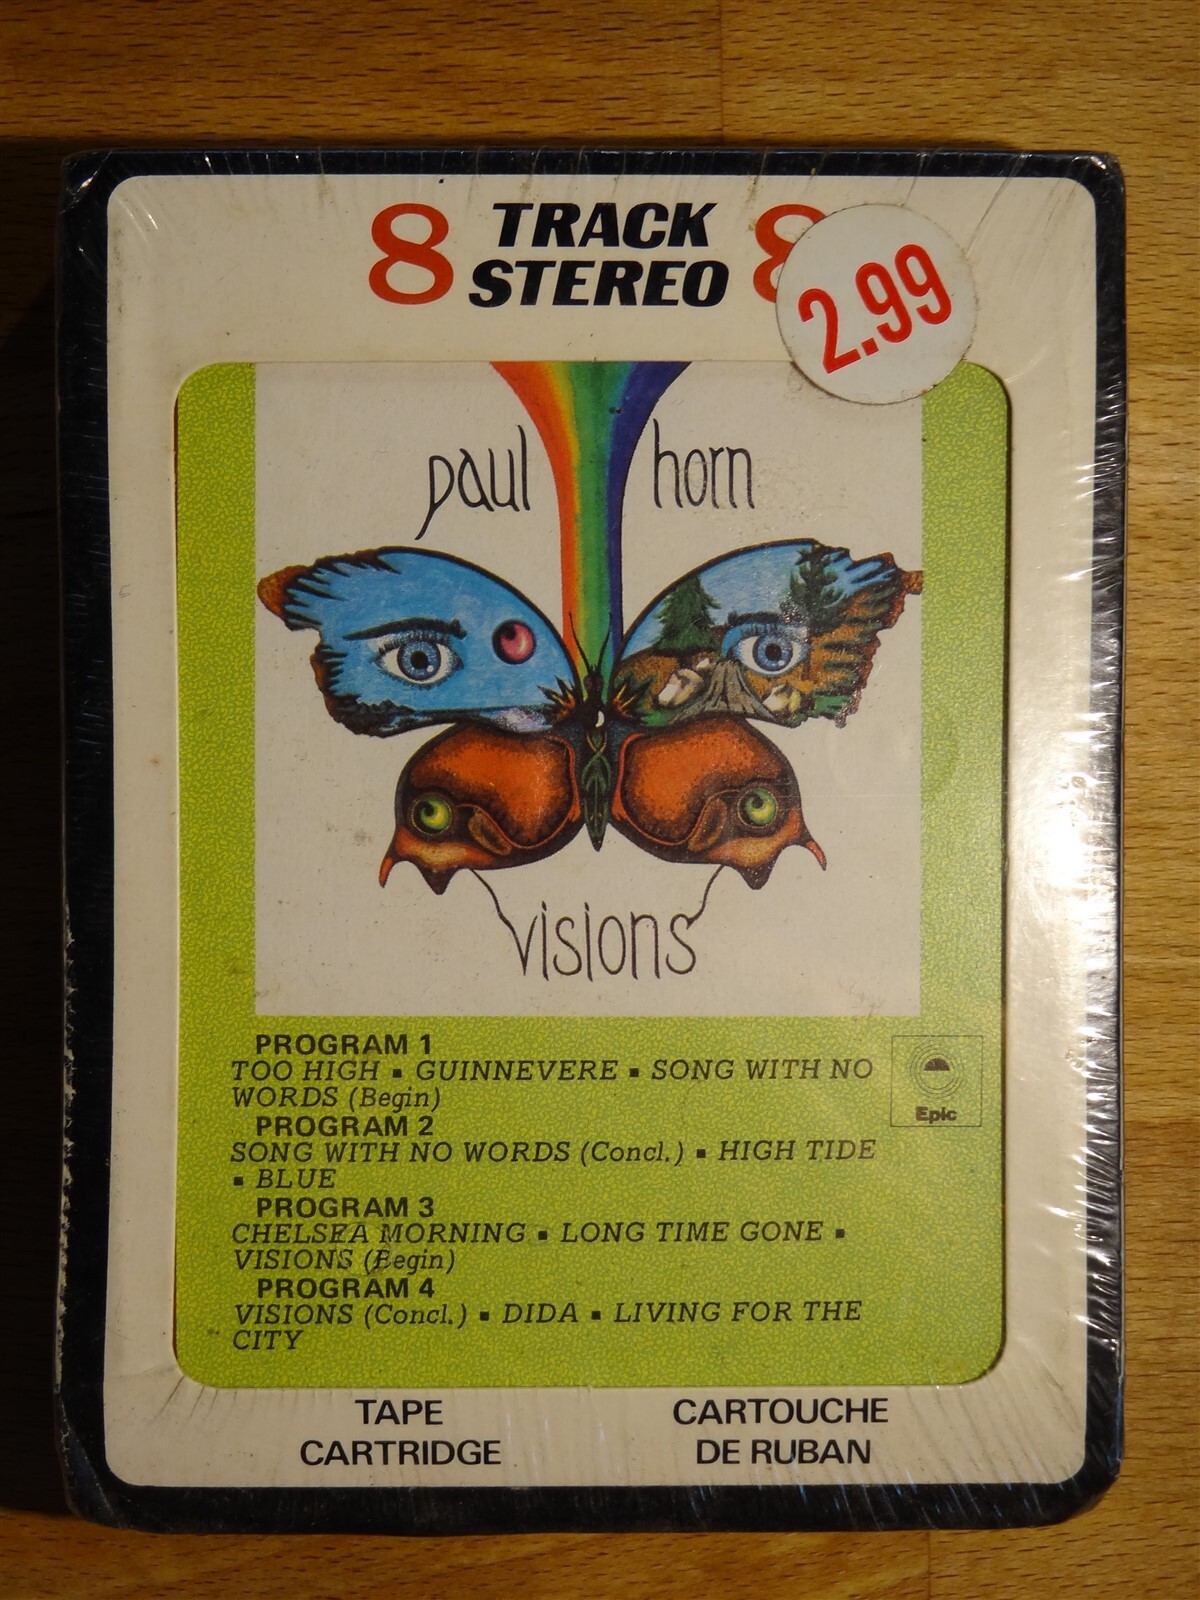 8 TRACK 8
STEREO
2.99
paul horn
visions
PROGRAM 1
TOO HIGH ▪ GUINNEVERE ▪ SONG WITH NO
WORDS (Begin)
PROGRAM 2
SONG WITH NO WORDS (Concl.) ▪ HIGH TIDE
▪ BLUE
PROGRAM 3
CHELSEA MORNING ▪ LONG TIME GONE ▪
VISIONS (Begin)
PROGRAM 4
VISIONS (Concl.) ▪ DIDA ▪ LIVING FOR THE
CITY
Epic
TAPE
CARTRIDGE
CARTOUCHE
DE RUBAN